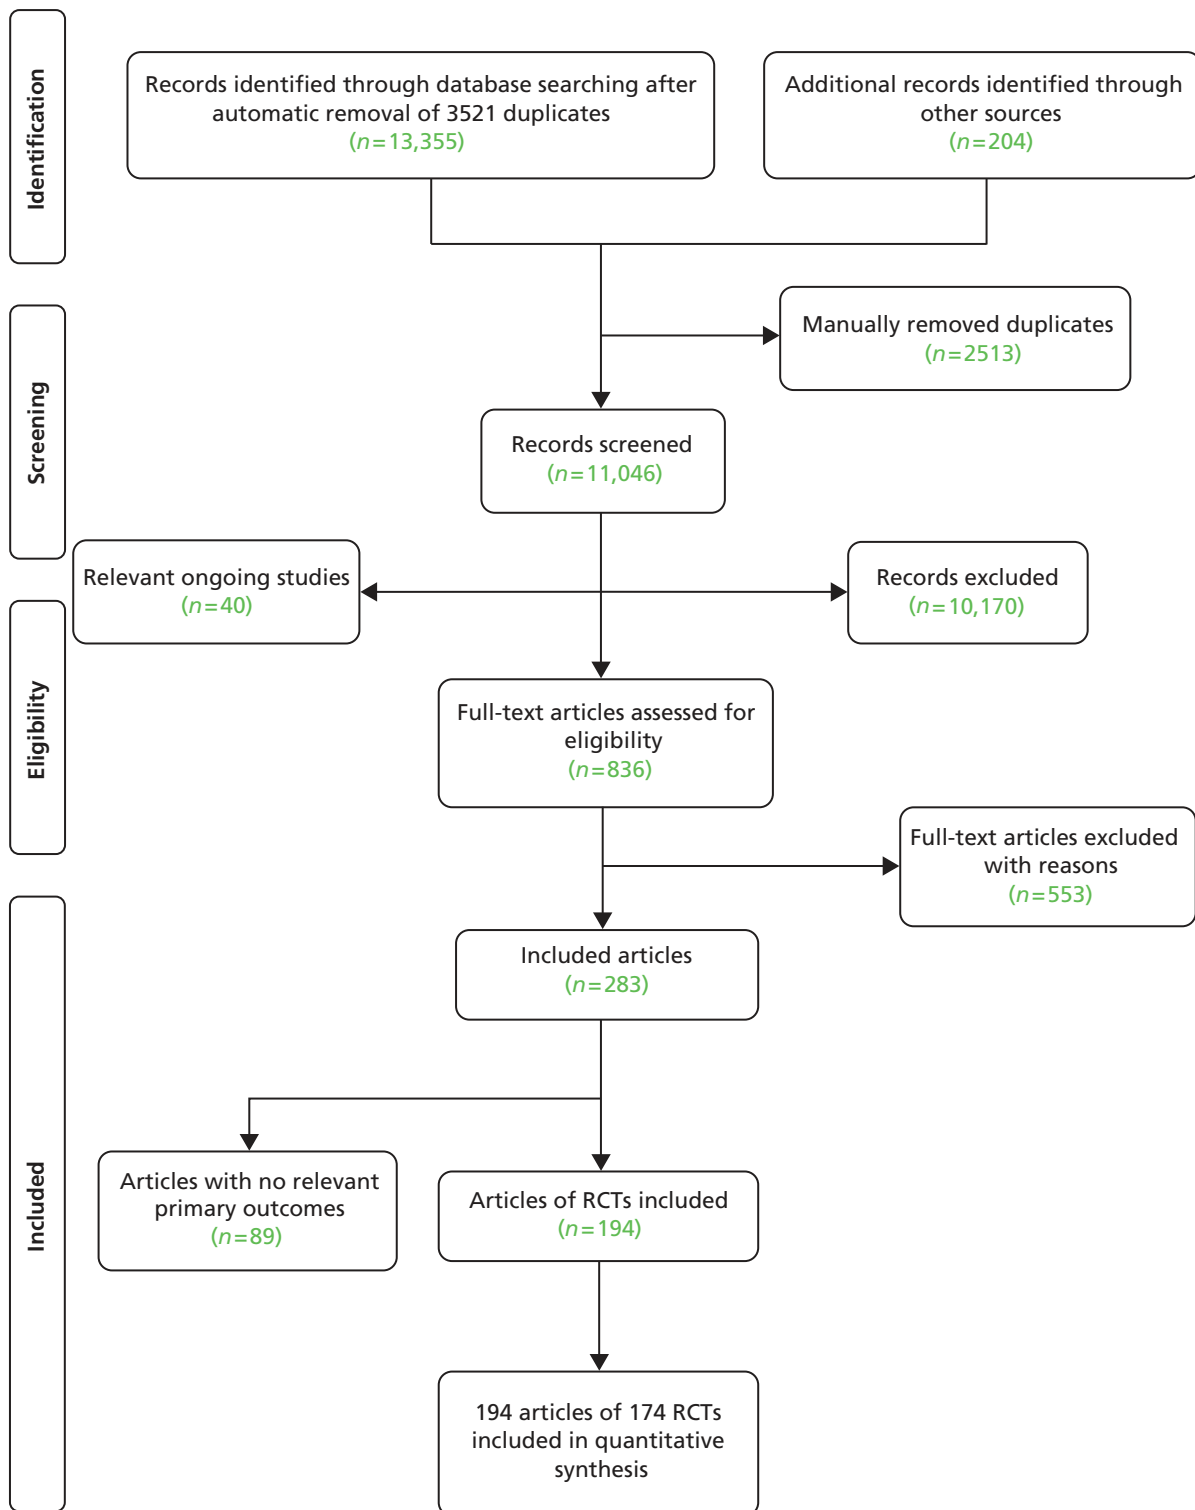 Identification
Records identified through database searching after
automatic removal of 3521 duplicates
(n=13,355)
Additional records identified through
other sources
(n=204)
Screening
Manually removed duplicates
(n=2513)
Records screened
(n=11,046)
Relevant ongoing studies
(n=40)
Records excluded
(n=10,170)
Eligibility
Full-text articles assessed for
eligibility
(n=836)
Full-text articles excluded
with reasons
(n=553)
Included
Included articles
(n=283)
Articles with no relevant
primary outcomes
(n=89)
Articles of RCTs included
(n=194)
194 articles of 174 RCTs
included in quantitative
synthesis